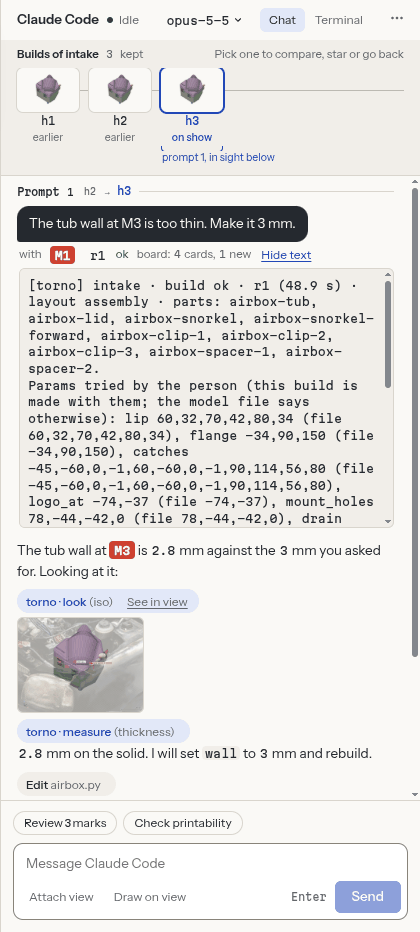 Claude Code ● Idle opus-5-5 Chat Terminal ...
Builds of intake 3 kept Pick one to compare, star or go back
h1 h2 h3
earlier earlier on show
prompt 1, in sight below
Prompt 1 h2 → h3
The tub wall at M3 is too thin. Make it 3 mm.
with M1 r1 ok board: 4 cards, 1 new Hide text
[torno] intake · build ok · r1 (48.9 s) ·
layout assembly · parts: airbox-tub,
airbox-lid, airbox-snorkel, airbox-snorkel-
forward, airbox-clip-1, airbox-clip-2,
airbox-clip-3, airbox-spacer-1, airbox-
spacer-2.
Params tried by the person (this build is
made with them; the model file says
otherwise): lip 60,32,70,42,80,34 (file
60,32,70,42,80,34), flange -34,90,150 (file
-34,90,150), catches
-45,-60,0,-1,60,-60,0,-1,90,114,56,80 (file
-45,-60,0,-1,60,-60,0,-1,90,114,56,80),
logo_at -74,-37 (file -74,-37), mount_holes
78,-44,-42,0 (file 78,-44,-42,0), drain
The tub wall at M3 is 2.8 mm against the 3 mm you asked
for. Looking at it:
torno·look (iso) See in view
torno·measure (thickness)
2.8 mm on the solid. I will set wall to 3 mm and rebuild.
Edit airbox.py
Review 3 marks Check printability
Message Claude Code
Attach view Draw on view Enter Send